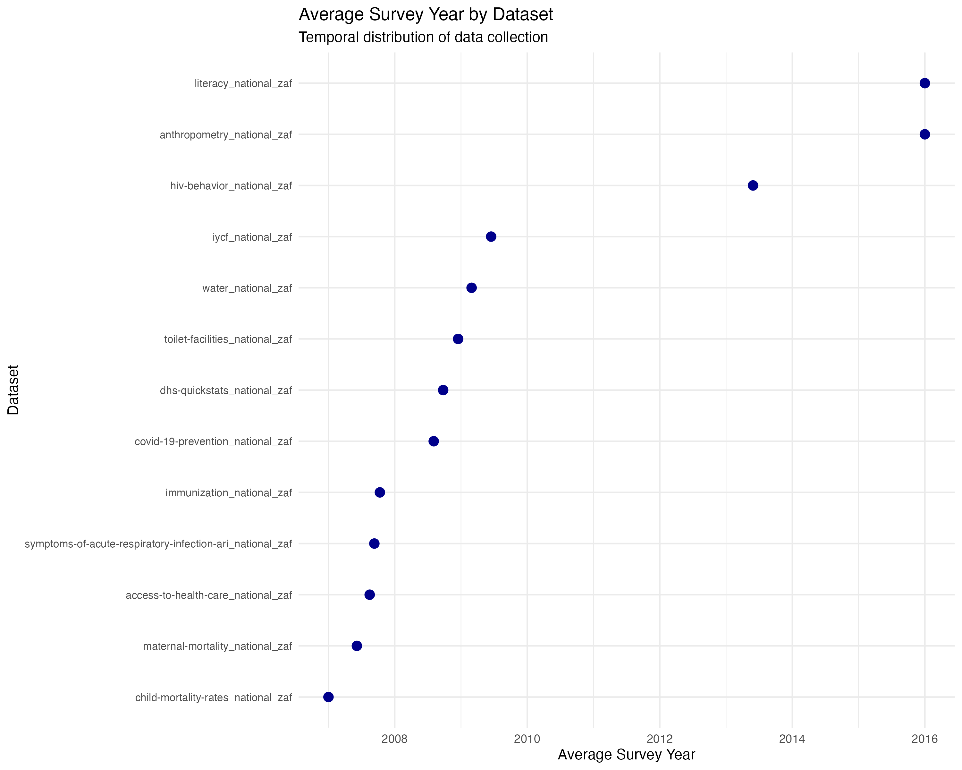 Average Survey Year by Dataset
Temporal distribution of data collection
literacy_national_zaf
anthropometry_national_zaf
hiv-behavior_national_zaf
iycf_national_zaf
water_national_zaf
toilet-facilities_national_zaf
dhs-quickstats_national_zaf
covid-19-prevention_national_zaf
immunization_national_zaf
symptoms-of-acute-respiratory-infection-ari_national_zaf
access-to-health-care_national_zaf
maternal-mortality_national_zaf
child-mortality-rates_national_zaf
Dataset
2008 2010 2012 2014 2016
Average Survey Year